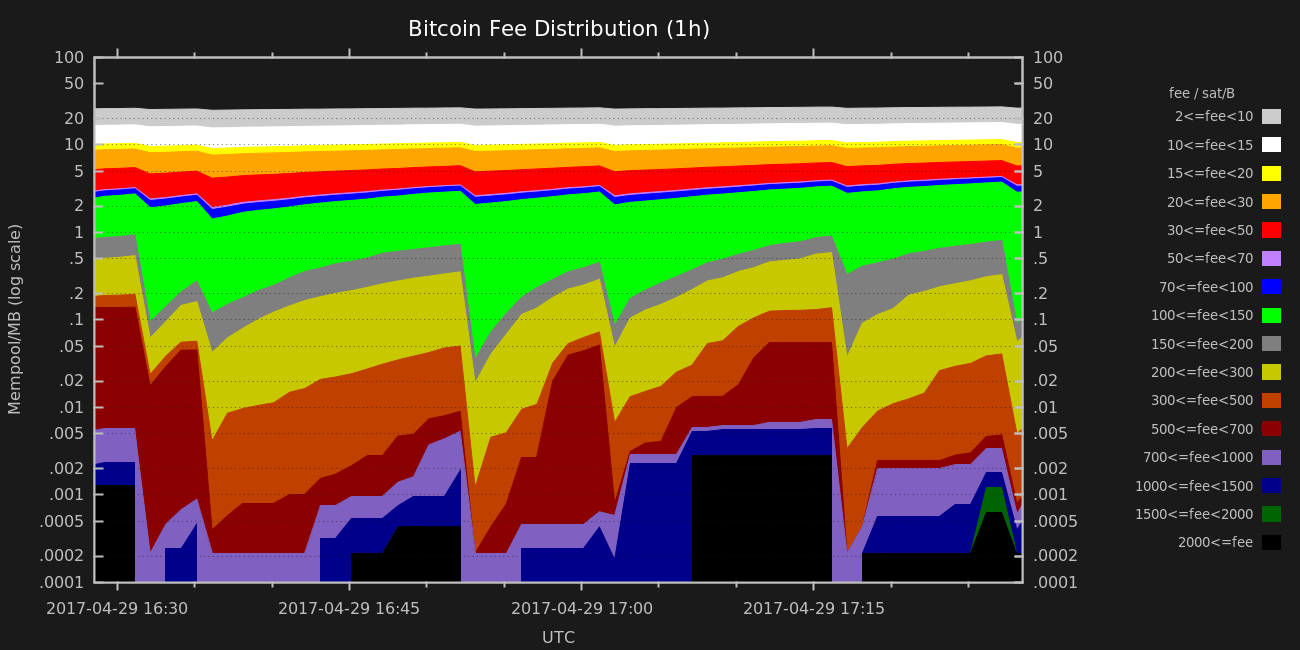 Bitcoin Fee Distribution (1h)
Mempool/MB (log scale)
100
50
20
10
5
2
1
.5
.2
.1
.05
.02
.01
.005
.002
.001
.0005
.0002
.0001
100
50
20
10
5
2
1
.5
.2
.1
.05
.02
.01
.005
.002
.001
.0005
.0002
.0001
2017-04-29 16:30
2017-04-29 16:45
2017-04-29 17:00
2017-04-29 17:15
UTC
fee / sat/B
2<=fee<10
10<=fee<15
15<=fee<20
20<=fee<30
30<=fee<50
50<=fee<70
70<=fee<100
100<=fee<150
150<=fee<200
200<=fee<300
300<=fee<500
500<=fee<700
700<=fee<1000
1000<=fee<1500
1500<=fee<2000
2000<=fee